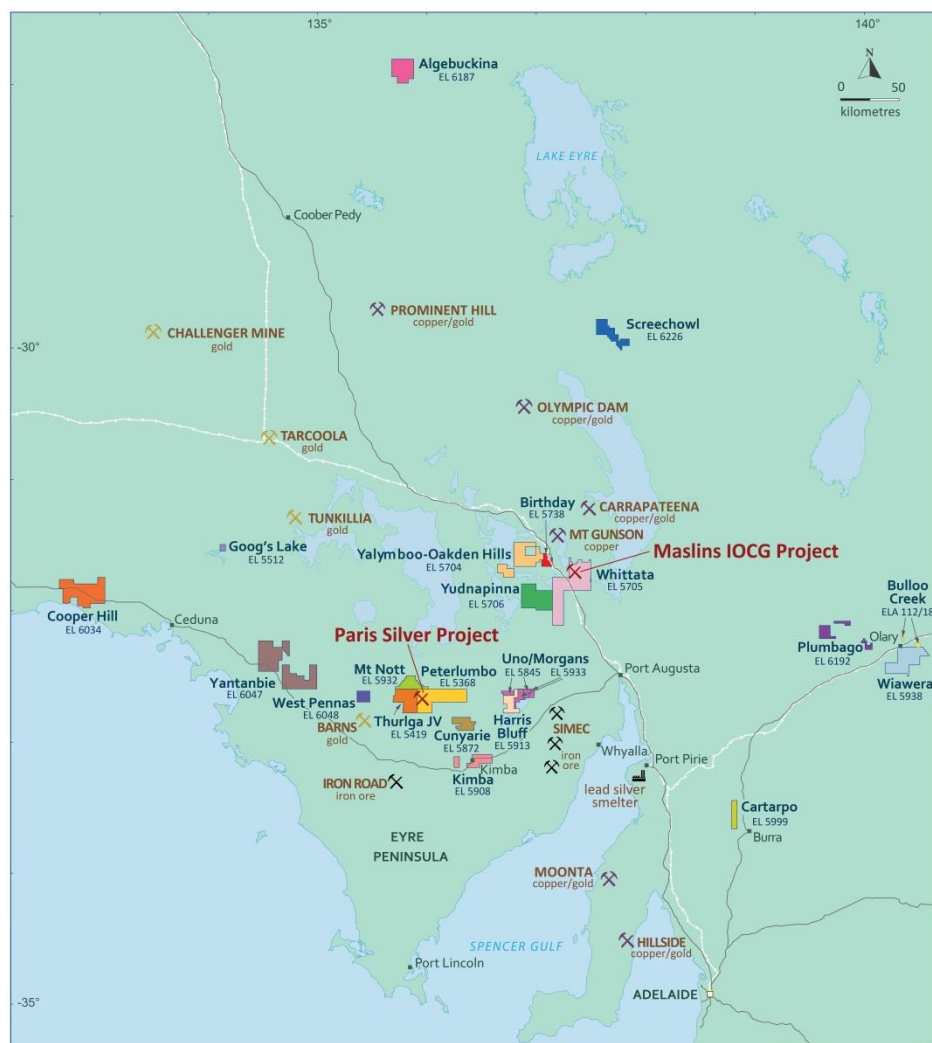 135°
140°
N
0 50
kilometres
Algebuckina
EL 6187
LAKE EYRE
Coober Pedy
PROMINENT HILL
copper/gold
CHALLENGER MINE
gold
Screechowl
EL 6226
-30°
OLYMPIC DAM
copper/gold
TARCOOLA
gold
Birthday
EL 5738
CARRAPATEENA
copper/gold
TUNKILLIA
gold
MT GUNSON
copper
Goog's Lake
EL 5512
Yalymboo-Oakden Hills
EL 5704
Maslins IOCG Project
Whittata
EL 5705
Yudnapinna
EL 5706
Bulloo
Creek
ELA 112/18
Cooper Hill
EL 6034
Ceduna
Olary
Plumbago
EL 6192
Paris Silver Project
Wiawera
EL 5938
Yantanbie
EL 6047
Mt Nott
EL 5932
Peterlumbo
EL 5368
Uno/Morgans
EL 5845
EL 5933
Port Augusta
West Pennas
EL 6048
BARNS
gold
Thurlga JV
EL 5419
Cunyarie
EL 5872
Harris
Bluff
EL 5913
SIMEC
iron
ore
Whyalla
Port Pirie
Kimba
Kimba
EL 5908
IRON ROAD
iron ore
lead silver
smelter
Cartarpo
EL 5999
Burra
EYRE
PENINSULA
MOONTA
copper/gold
SPENCER GULF
HILLSIDE
copper/gold
Port Lincoln
ADELAIDE
-35°